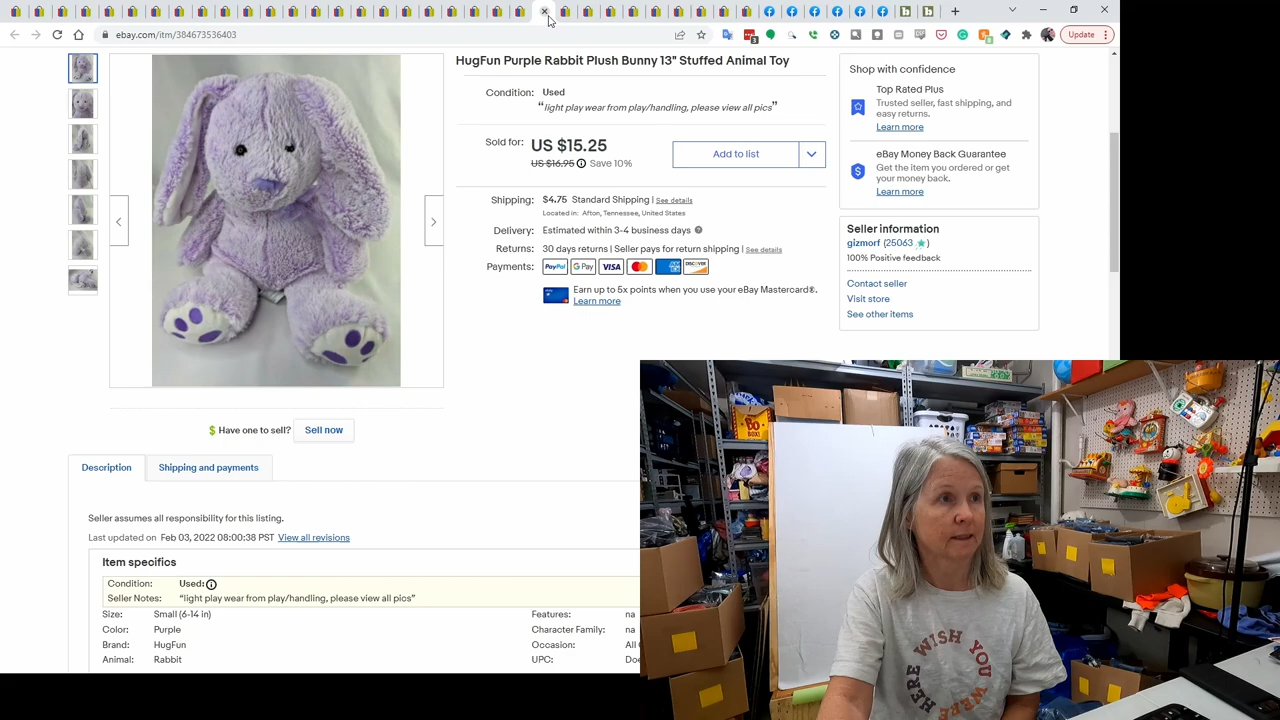 Update
ebay.com/itm/384673536403
HugFun Purple Rabbit Plush Bunny 13" Stuffed Animal Toy
Condition: Used
“light play wear from play/handling, please view all pics”
Sold for: US $15.25
US $16.95 Save 10%
Add to list
Shipping: $4.75 Standard Shipping | See details
Located in: Afton, Tennessee, United States
Delivery: Estimated within 3-4 business days
Returns: 30 days returns | Seller pays for return shipping | See details
Payments: PayPal G Pay VISA DISCOVER
Earn up to 5x points when you use your eBay Mastercard®.
Learn more
Shop with confidence
Top Rated Plus
Trusted seller, fast shipping, and
easy returns.
Learn more
eBay Money Back Guarantee
Get the item you ordered or get
your money back.
Learn more
Seller information
gizmorf (25063)
100% Positive feedback
Contact seller
Visit store
See other items
Have one to sell? Sell now
Description
Shipping and payments
Seller assumes all responsibility for this listing.
Last updated on Feb 03, 2022 08:00:38 PST View all revisions
Item specifics
Condition: Used:
Seller Notes: “light play wear from play/handling, please view all pics”
Size: Small (6-14 in)
Features: na
Color: Purple
Character Family: na
Brand: HugFun
Occasion: All
Animal: Rabbit
UPC:
BOX!
WISH YOU WERE HERE